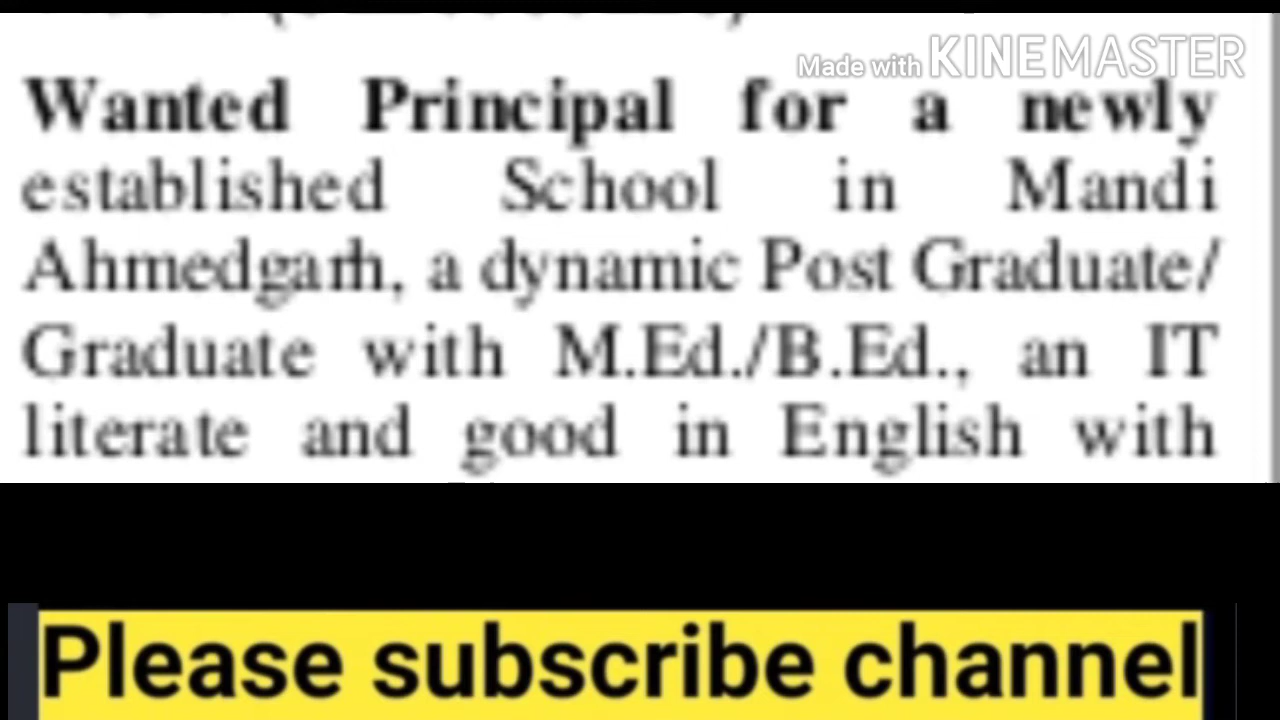 Made with KINEMASTER
Wanted Principal for a newly
established School in Mandi
Ahmedgarh, a dynamic Post Graduate/
Graduate with M.Ed./B.Ed., an IT
literate and good in English with
Please subscribe channel